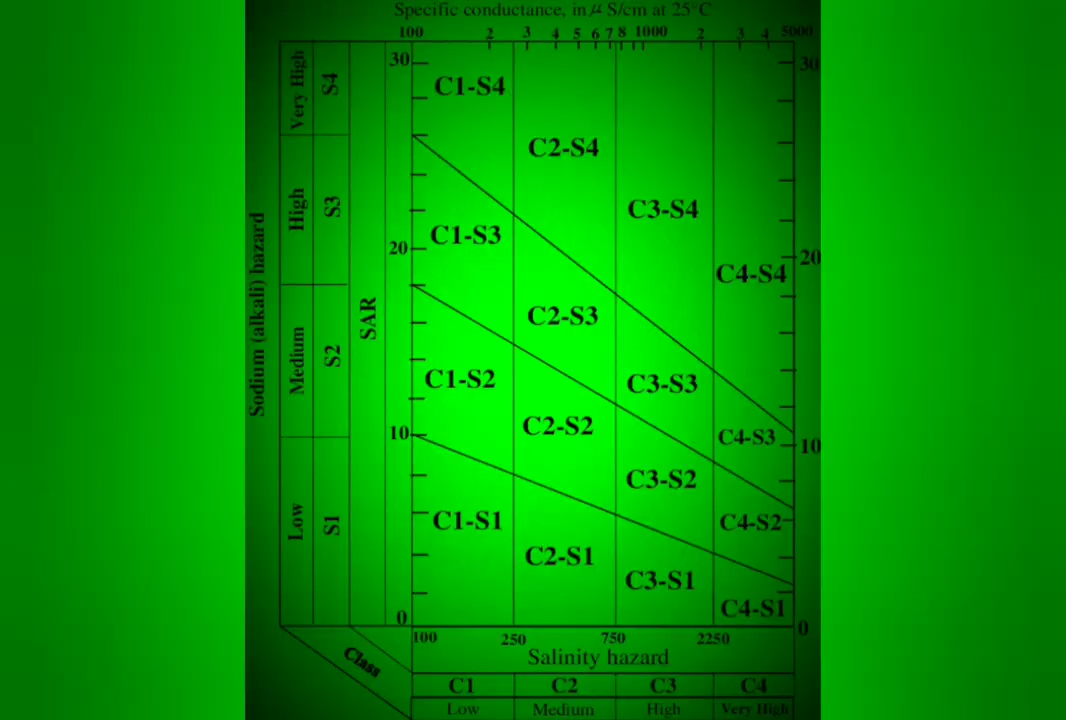 Specific conductance, in μ S/cm at 25°C
100 2 3 4 5 6 7 8 1000 2 3 4 5000
30 30
Very High S4
C1-S4
C2-S4
C3-S4
C4-S4
High S3
20 20
C1-S3
C2-S3
C3-S3
C4-S3
Sodium (alkali) hazard
SAR
Medium S2
C1-S2
C2-S2
C3-S2
C4-S2
10 10
Low S1
C1-S1
C2-S1
C3-S1
C4-S1
0 0
100 250 750 2250
Salinity hazard
Class
C1 C2 C3 C4
Low Medium High Very High